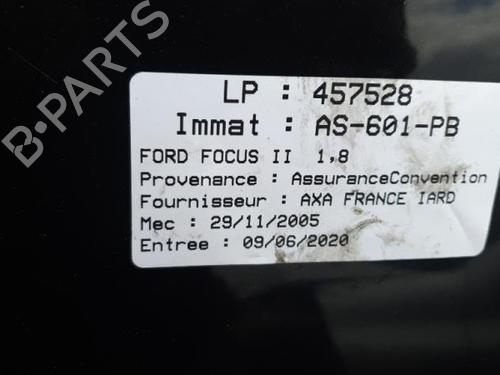 LP : 457528
Immat : AS-601-PB
FORD FOCUS II 1,8
Provenance : AssuranceConvention
Fournisseur : AXA FRANCE IARD
Mec : 29/11/2005
Entree : 09/06/2020
B-PARTS